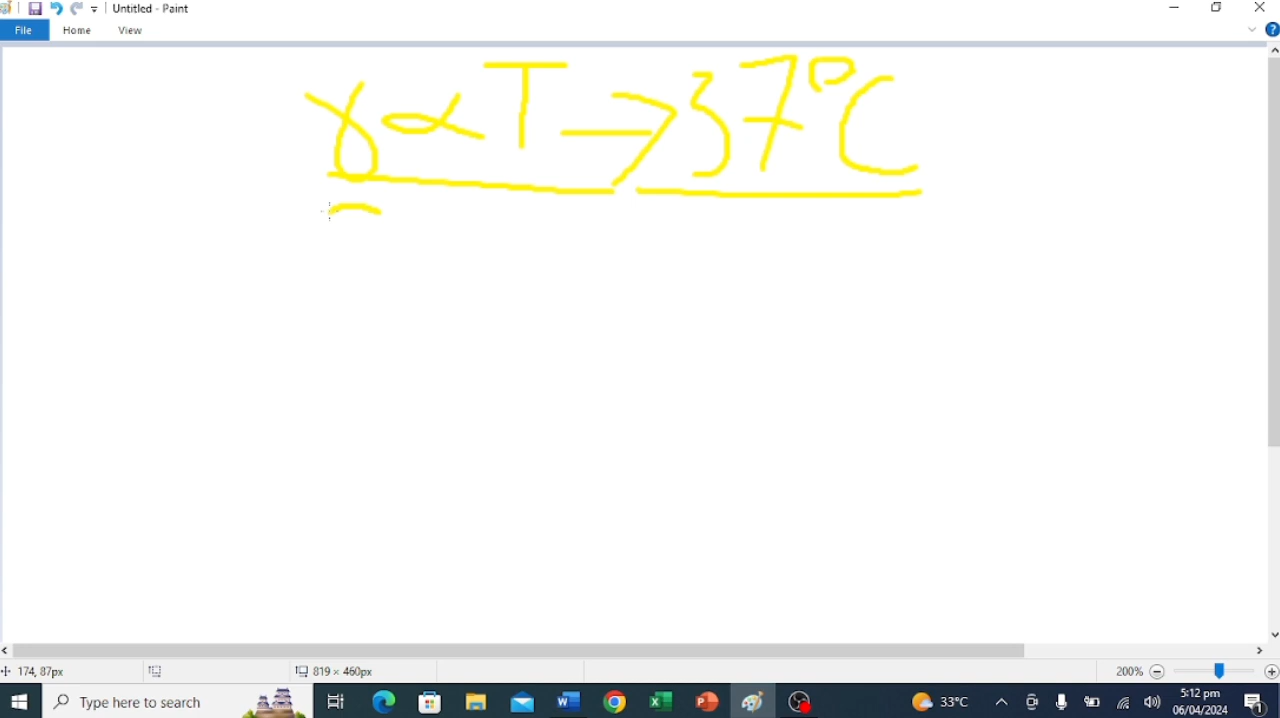 Untitled - Paint
File Home View
γ∝T→37°C
174, 87px 819 × 460px 200%
Type here to search 33°C 5:12 pm
06/04/2024